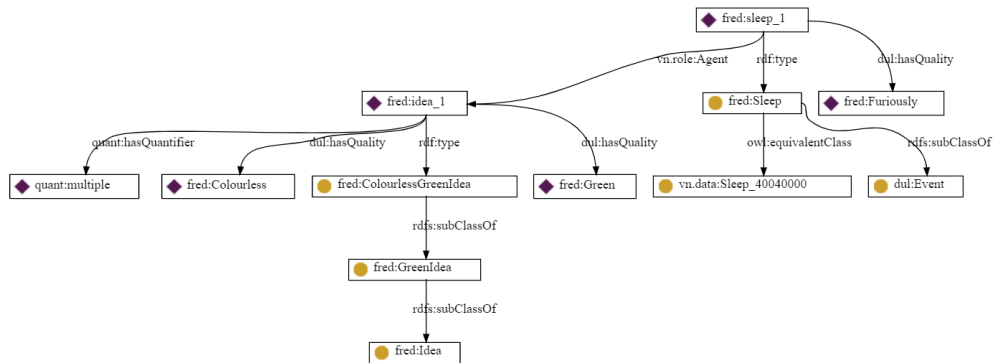 fred:sleep_1
vn.role:Agent
rdf:type
dul:hasQuality
fred:idea_1
fred:Sleep
fred:Furiously
quant:hasQuantifier
dul:hasQuality
rdf:type
dul:hasQuality
owl:equivalentClass
rdfs:subClassOf
quant:multiple
fred:Colourless
fred:ColourlessGreenIdea
fred:Green
vn.data:Sleep_40040000
dul:Event
rdfs:subClassOf
fred:GreenIdea
rdfs:subClassOf
fred:Idea